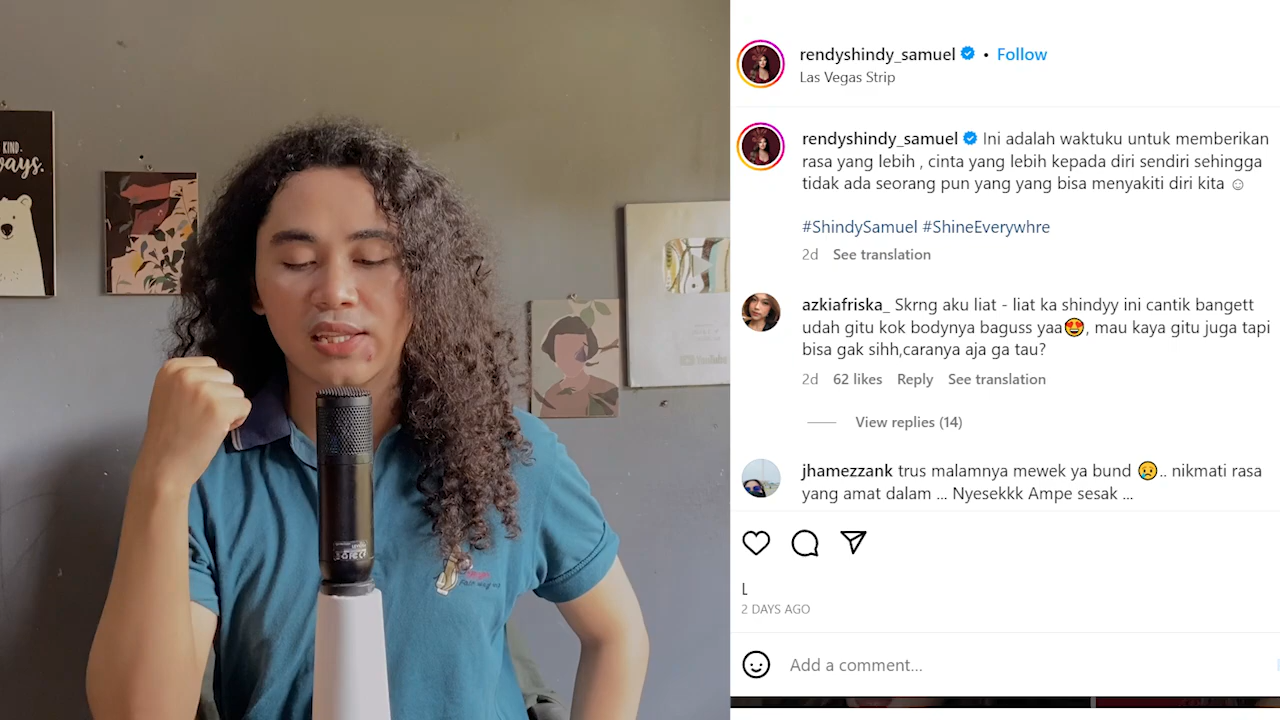 KIND-
ways.
rendyshindy_samuel • Follow
Las Vegas Strip
rendyshindy_samuel Ini adalah waktuku untuk memberikan
rasa yang lebih , cinta yang lebih kepada diri sendiri sehingga
tidak ada seorang pun yang yang bisa menyakiti diri kita ☺
#ShindySamuel #ShineEverywhre
2d See translation
azkiafriska_ Skrng aku liat - liat ka shindyy ini cantik bangett
udah gitu kok bodynya baguss yaa😍, mau kaya gitu juga tapi
bisa gak sihh,caranya aja ga tau?
2d 62 likes Reply See translation
View replies (14)
jhamezzank trus malamnya mewek ya bund 😥.. nikmati rasa
yang amat dalam ... Nyesekkk Ampe sesak ...
L
2 DAYS AGO
Add a comment...
YouTube